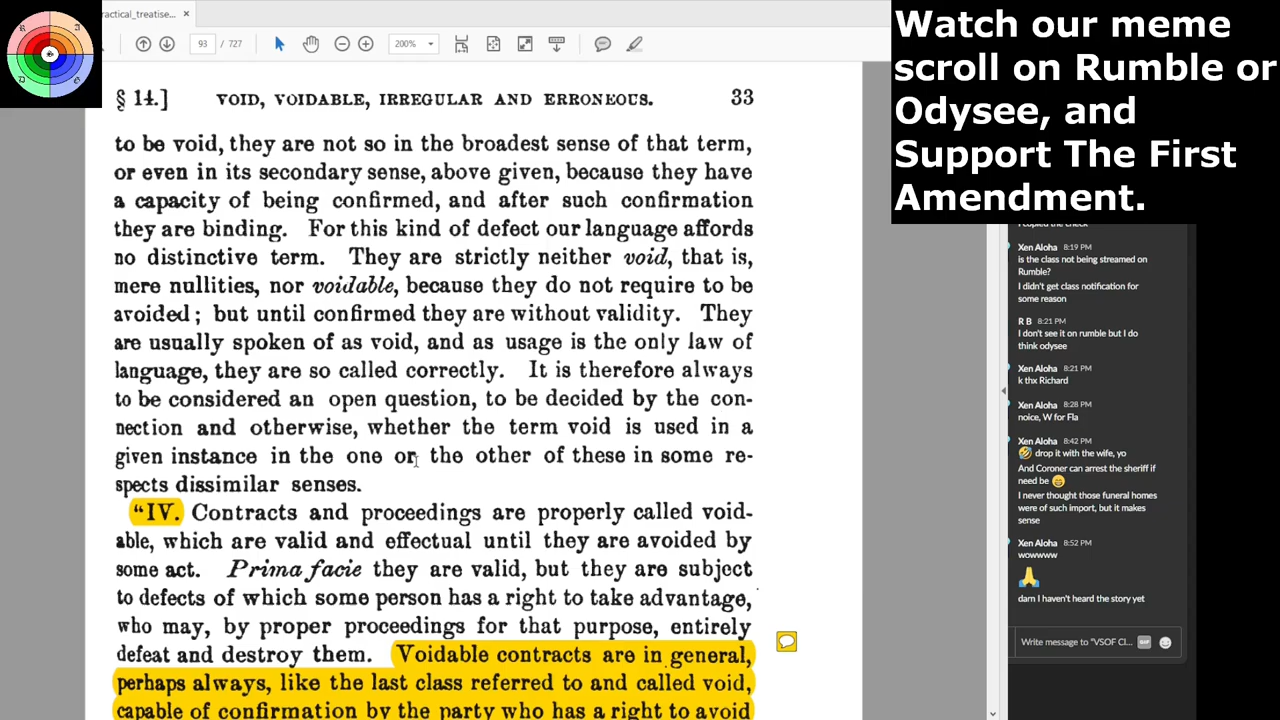 ractical_treatise...
93 / 727
200%
§ 14.] VOID, VOIDABLE, IRREGULAR AND ERRONEOUS. 33
to be void, they are not so in the broadest sense of that term,
or even in its secondary sense, above given, because they have
a capacity of being confirmed, and after such confirmation
they are binding. For this kind of defect our language affords
no distinctive term. They are strictly neither void, that is,
mere nullities, nor voidable, because they do not require to be
avoided; but until confirmed they are without validity. They
are usually spoken of as void, and as usage is the only law of
language, they are so called correctly. It is therefore always
to be considered an open question, to be decided by the con-
nection and otherwise, whether the term void is used in a
given instance in the one or the other of these in some re-
spects dissimilar senses.
“IV. Contracts and proceedings are properly called void-
able, which are valid and effectual until they are avoided by
some act. Prima facie they are valid, but they are subject
to defects of which some person has a right to take advantage,
who may, by proper proceedings for that purpose, entirely
defeat and destroy them. Voidable contracts are in general,
perhaps always, like the last class referred to and called void,
capable of confirmation by the party who has a right to avoid
Watch our meme
scroll on Rumble or
Odysee, and
Support The First
Amendment.
I copied the check
Xen Aloha 8:19 PM
is the class not being streamed on
Rumble?
I didn't get class notification for
some reason
R B 8:21 PM
I don't see it on rumble but I do
think odysee
Xen Aloha 8:21 PM
k thx Richard
Xen Aloha 8:28 PM
noice, W for Fla
Xen Aloha 8:42 PM
🤣 drop it with the wife, yo
And Coroner can arrest the sheriff if
need be 😄
I never thought those funeral homes
were of such import, but it makes
sense
Xen Aloha 8:52 PM
wowwww
🙏
dam I haven't heard the story yet
Write message to "VSOF Cl...